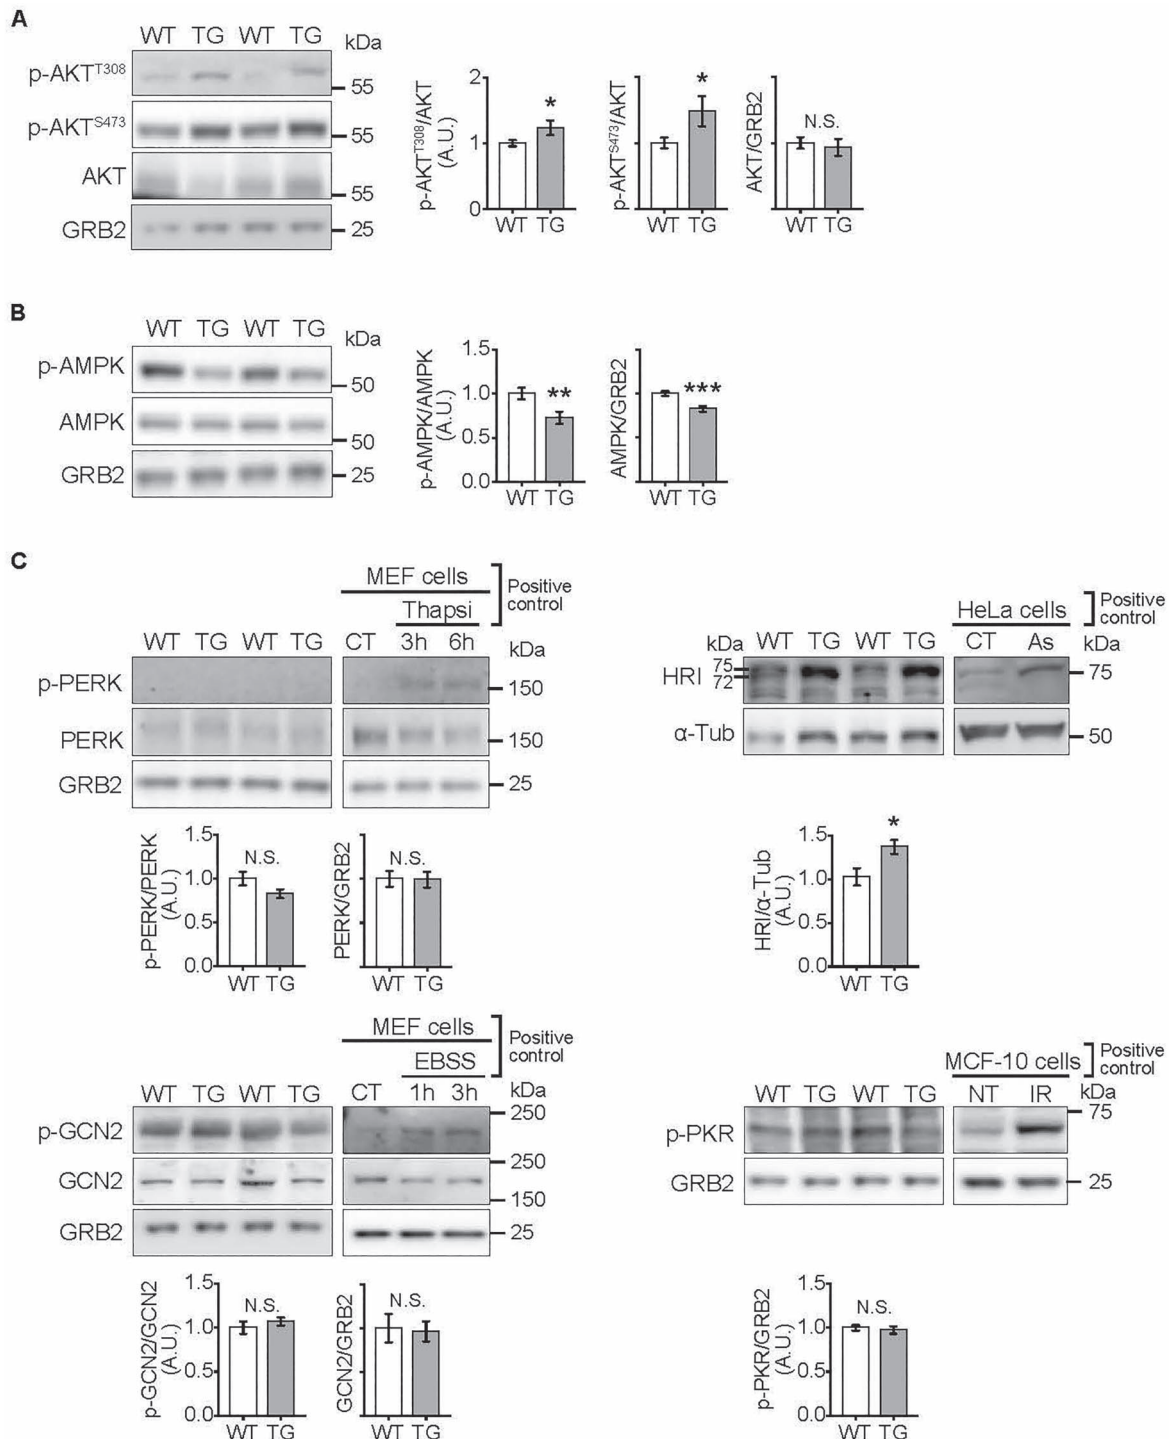 A
WT TG WT TG
kDa
p-AKTT308
55
p-AKTS473
55
AKT
55
GRB2
25
p-AKTT308/AKT
(A.U.)
2
1
0
*
WT TG
p-AKTS473/AKT
*
WT TG
AKT/GRB2
N.S.
WT TG
B
WT TG WT TG
kDa
p-AMPK
50
AMPK
50
GRB2
25
p-AMPK/AMPK
(A.U.)
1.5
1.0
0.5
0.0
**
WT TG
AMPK/GRB2
***
WT TG
C
MEF cells
Positive
control
Thapsi
WT TG WT TG
CT 3h 6h
kDa
p-PERK
150
PERK
150
GRB2
25
HeLa cells
Positive
control
kDa WT TG WT TG
CT As
kDa
HRI
75
72
75
α-Tub
50
p-PERK/PERK
(A.U.)
1.5
1.0
0.5
0.0
N.S.
WT TG
PERK/GRB2
N.S.
WT TG
HRI/α-Tub
(A.U.)
1.5
1.0
0.5
0.0
*
WT TG
MEF cells
Positive
control
EBSS
WT TG WT TG
CT 1h 3h
kDa
p-GCN2
250
GCN2
250
150
GRB2
25
MCF-10 cells
Positive
control
WT TG WT TG
NT IR
kDa
p-PKR
75
GRB2
25
p-GCN2/GCN2
(A.U.)
1.5
1.0
0.5
0.0
N.S.
WT TG
GCN2/GRB2
N.S.
WT TG
p-PKR/GRB2
(A.U.)
1.5
1.0
0.5
0.0
N.S.
WT TG